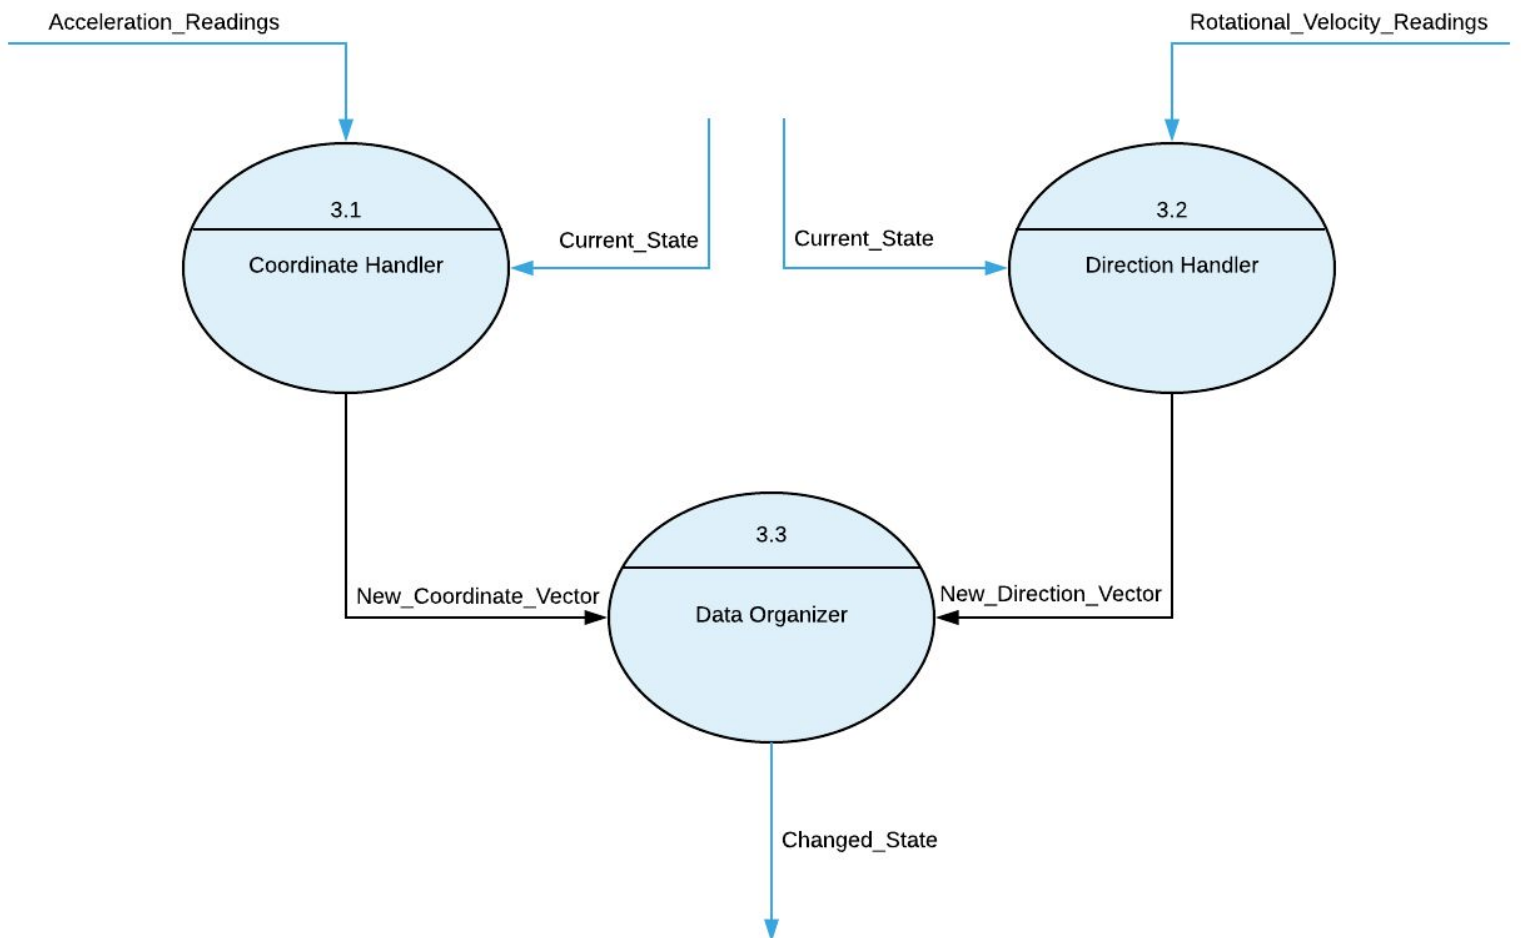 Acceleration_Readings
Rotational_Velocity_Readings
3.1
Coordinate Handler
Current_State
Current_State
3.2
Direction Handler
New_Coordinate_Vector
3.3
Data Organizer
New_Direction_Vector
Changed_State